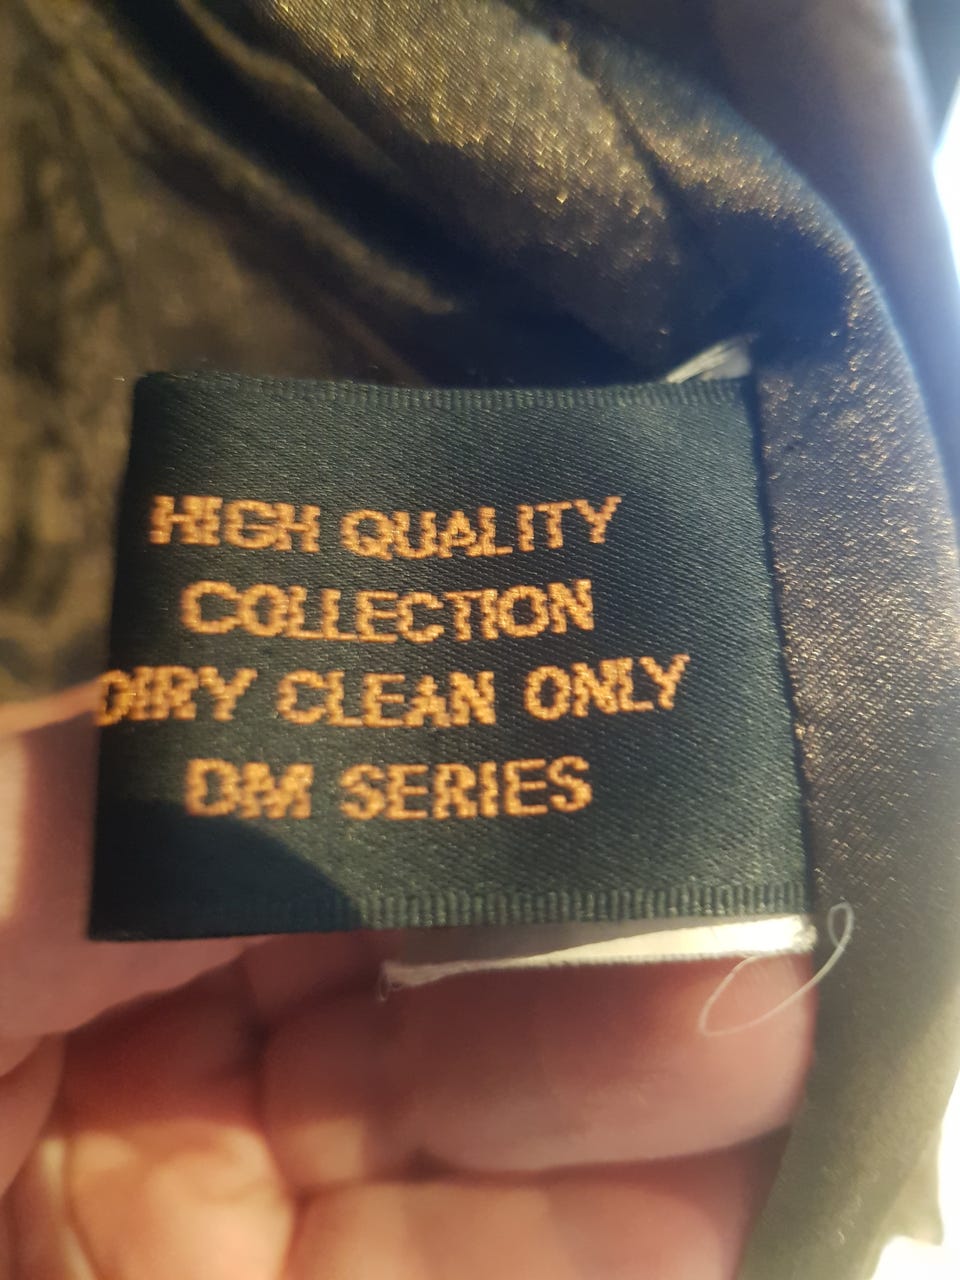 HIGH QUALITY
COLLECTION
DIRY CLEAN ONLY
DM SERIES